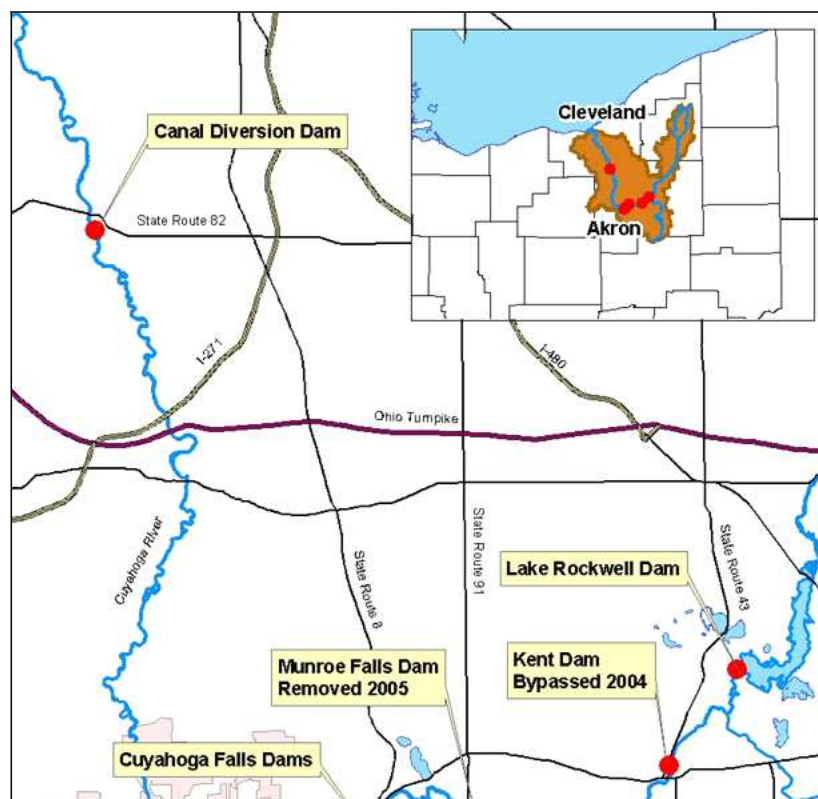 Cleveland
Akron
Canal Diversion Dam
State Route 82
I-271
I-480
Ohio Turnpike
Cuyahoga River
State Route 8
State Route 91
State Route 43
Lake Rockwell Dam
Kent Dam
Bypassed 2004
Munroe Falls Dam
Removed 2005
Cuyahoga Falls Dams